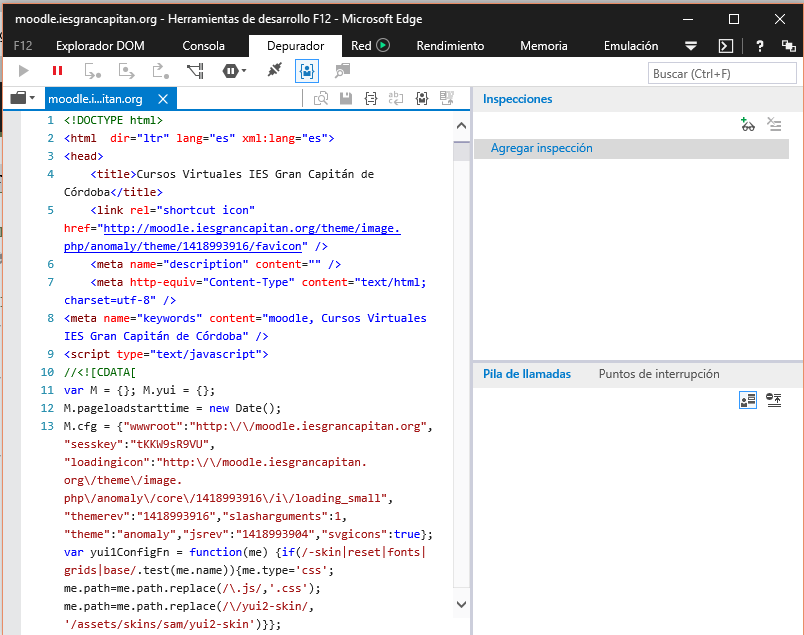 moodle.iesgrancapitan.org - Herramientas de desarrollo F12 - Microsoft Edge
F12 Explorador DOM Consola Depurador Red Rendimiento Memoria Emulación ?
Buscar (Ctrl+F)
moodle.i...itan.org
1 <!DOCTYPE html>
2 <html  dir="ltr" lang="es" xml:lang="es">
3 <head>
4     <title>Cursos Virtuales IES Gran Capitán de
Córdoba</title>
5     <link rel="shortcut icon"
href="http://moodle.iesgrancapitan.org/theme/image.
php/anomaly/theme/1418993916/favicon" />
6     <meta name="description" content="" />
7     <meta http-equiv="Content-Type" content="text/html;
charset=utf-8" />
8 <meta name="keywords" content="moodle, Cursos Virtuales
IES Gran Capitán de Córdoba" />
9 <script type="text/javascript">
10 //<![CDATA[
11 var M = {}; M.yui = {};
12 M.pageloadstarttime = new Date();
13 M.cfg = {"wwwroot":"http:\/\/moodle.iesgrancapitan.org",
"sesskey":"tKKW9sR9VU",
"loadingicon":"http:\/\/moodle.iesgrancapitan.
org\/theme\/image.
php\/anomaly\/core\/1418993916\/i\/loading_small",
"themerev":"1418993916","slasharguments":1,
"theme":"anomaly","jsrev":"1418993904","svgicons":true};
var yui1ConfigFn = function(me) {if(/-skin|reset|fonts|
grids|base/.test(me.name)){me.type='css';
me.path=me.path.replace(/\.js/,'.css');
me.path=me.path.replace(/\/yui2-skin/,
'/assets/skins/sam/yui2-skin')}};
Inspecciones
Agregar inspección
Pila de llamadas Puntos de interrupción